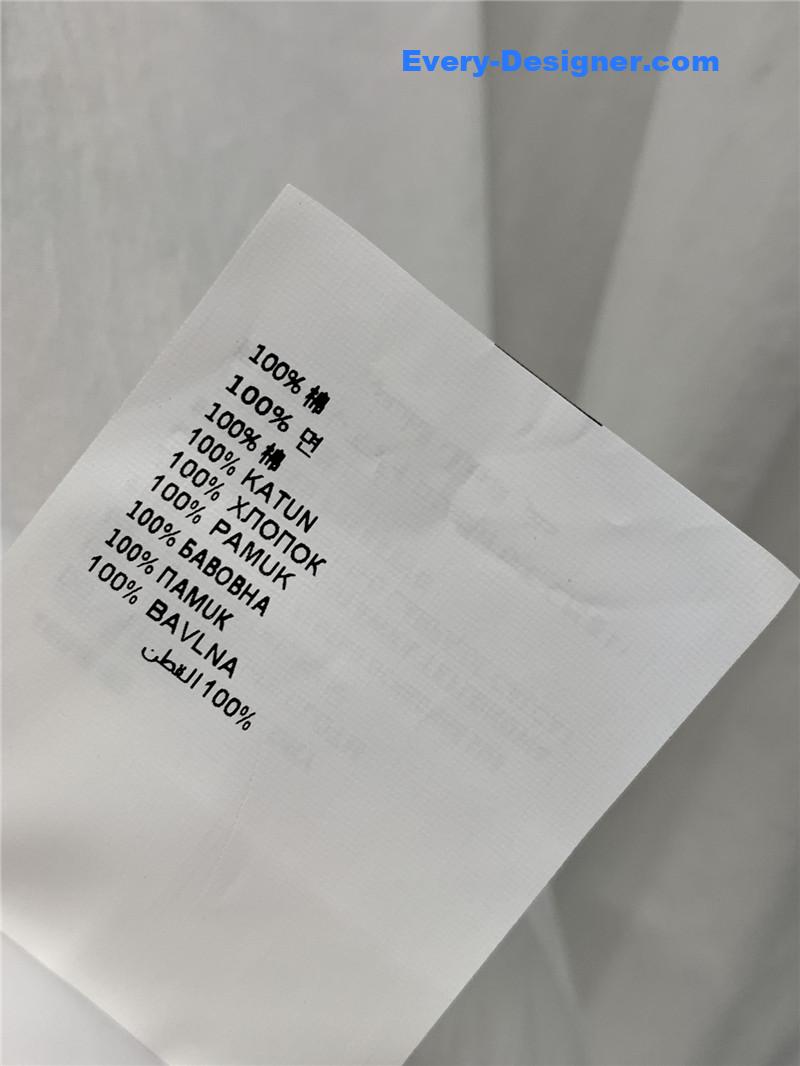 Every-Designer.com
100% 棉
100% 면
100% 棉
100% KATUN
100% ХЛОПОК
100% PAMUK
100% БАВОВНА
100% ПАМUК
100% BAVLNA
100% القطن